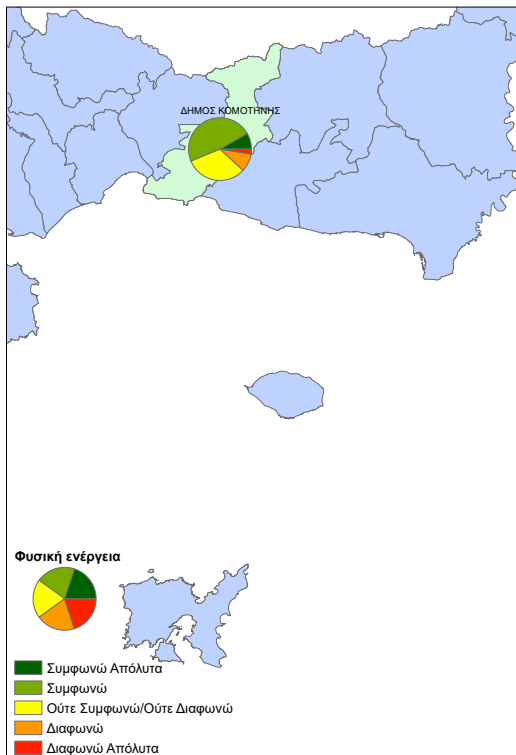 ΔΗΜΟΣ ΚΟΜΟΤΗΝΗΣ
Φυσική ενέργεια
Συμφωνώ Απόλυτα
Συμφωνώ
Ούτε Συμφωνώ/Ούτε Διαφωνώ
Διαφωνώ
Διαφωνώ Απόλυτα